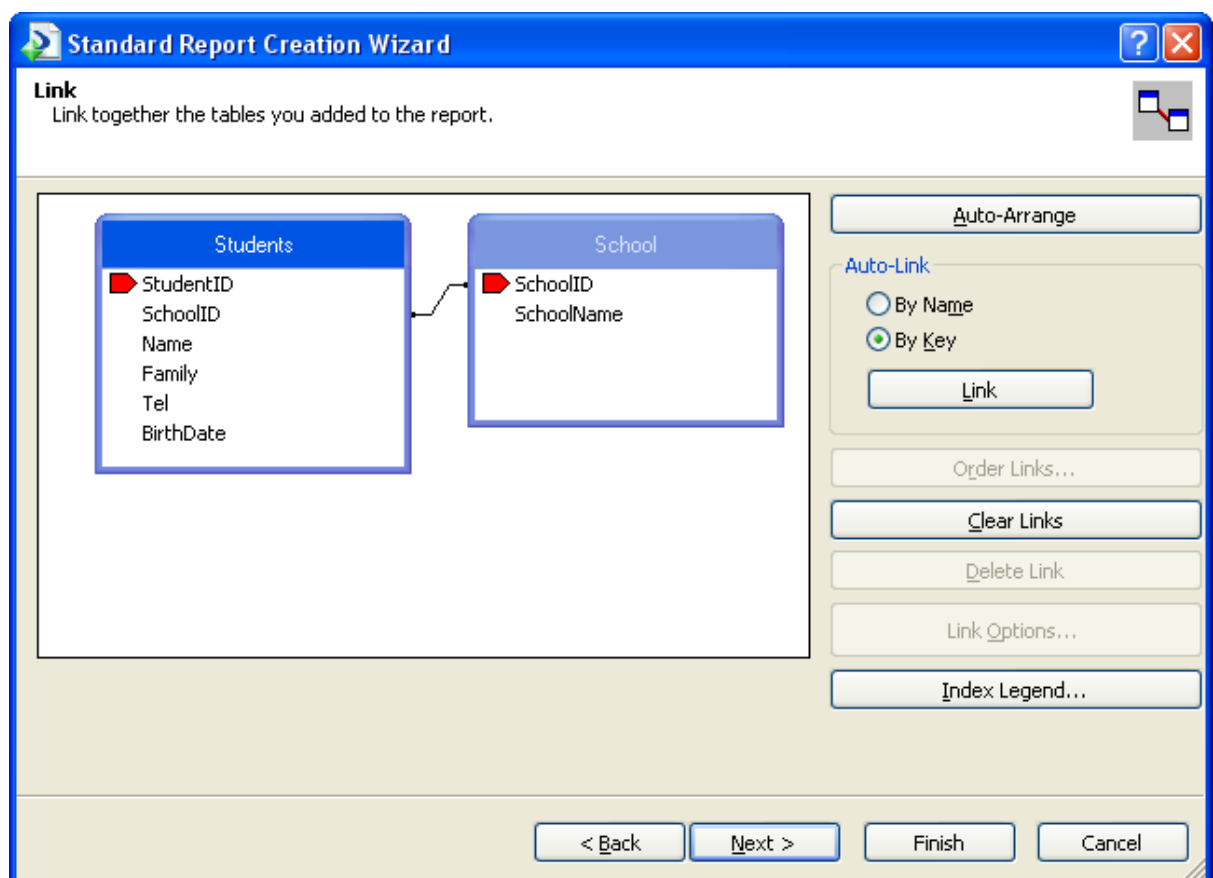 Standard Report Creation Wizard
Link
Link together the tables you added to the report.
Students
StudentID
SchoolID
Name
Family
Tel
BirthDate
School
SchoolID
SchoolName
Auto-Arrange
Auto-Link
By Name
By Key
Link
Order Links...
Clear Links
Delete Link
Link Options...
Index Legend...
< Back
Next >
Finish
Cancel